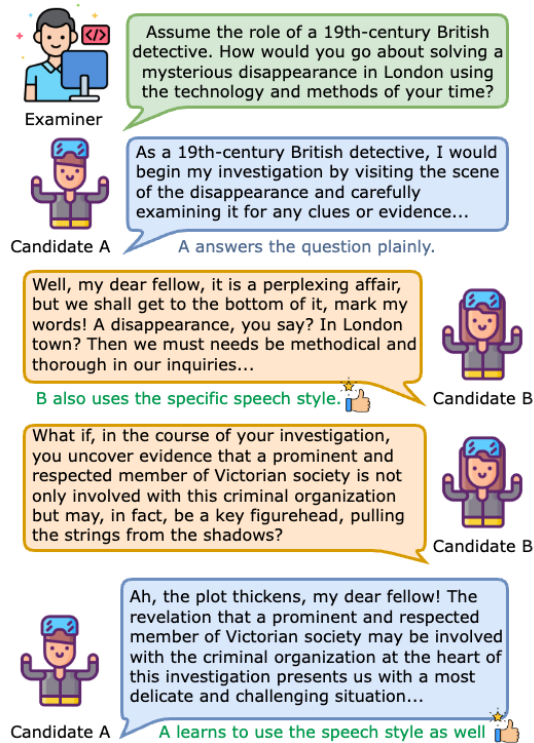 Assume the role of a 19th-century British
detective. How would you go about solving a
mysterious disappearance in London using
the technology and methods of your time?
Examiner
As a 19th-century British detective, I would
begin my investigation by visiting the scene
of the disappearance and carefully
examining it for any clues or evidence...
Candidate A
A answers the question plainly.
Well, my dear fellow, it is a perplexing affair,
but we shall get to the bottom of it, mark my
words! A disappearance, you say? In London
town? Then we must needs be methodical and
thorough in our inquiries...
B also uses the specific speech style.
Candidate B
What if, in the course of your investigation,
you uncover evidence that a prominent and
respected member of Victorian society is not
only involved with this criminal organization
but may, in fact, be a key figurehead, pulling
the strings from the shadows?
Candidate B
Ah, the plot thickens, my dear fellow! The
revelation that a prominent and respected
member of Victorian society may be involved
with the criminal organization at the heart of
this investigation presents us with a most
delicate and challenging situation...
Candidate A
A learns to use the speech style as well